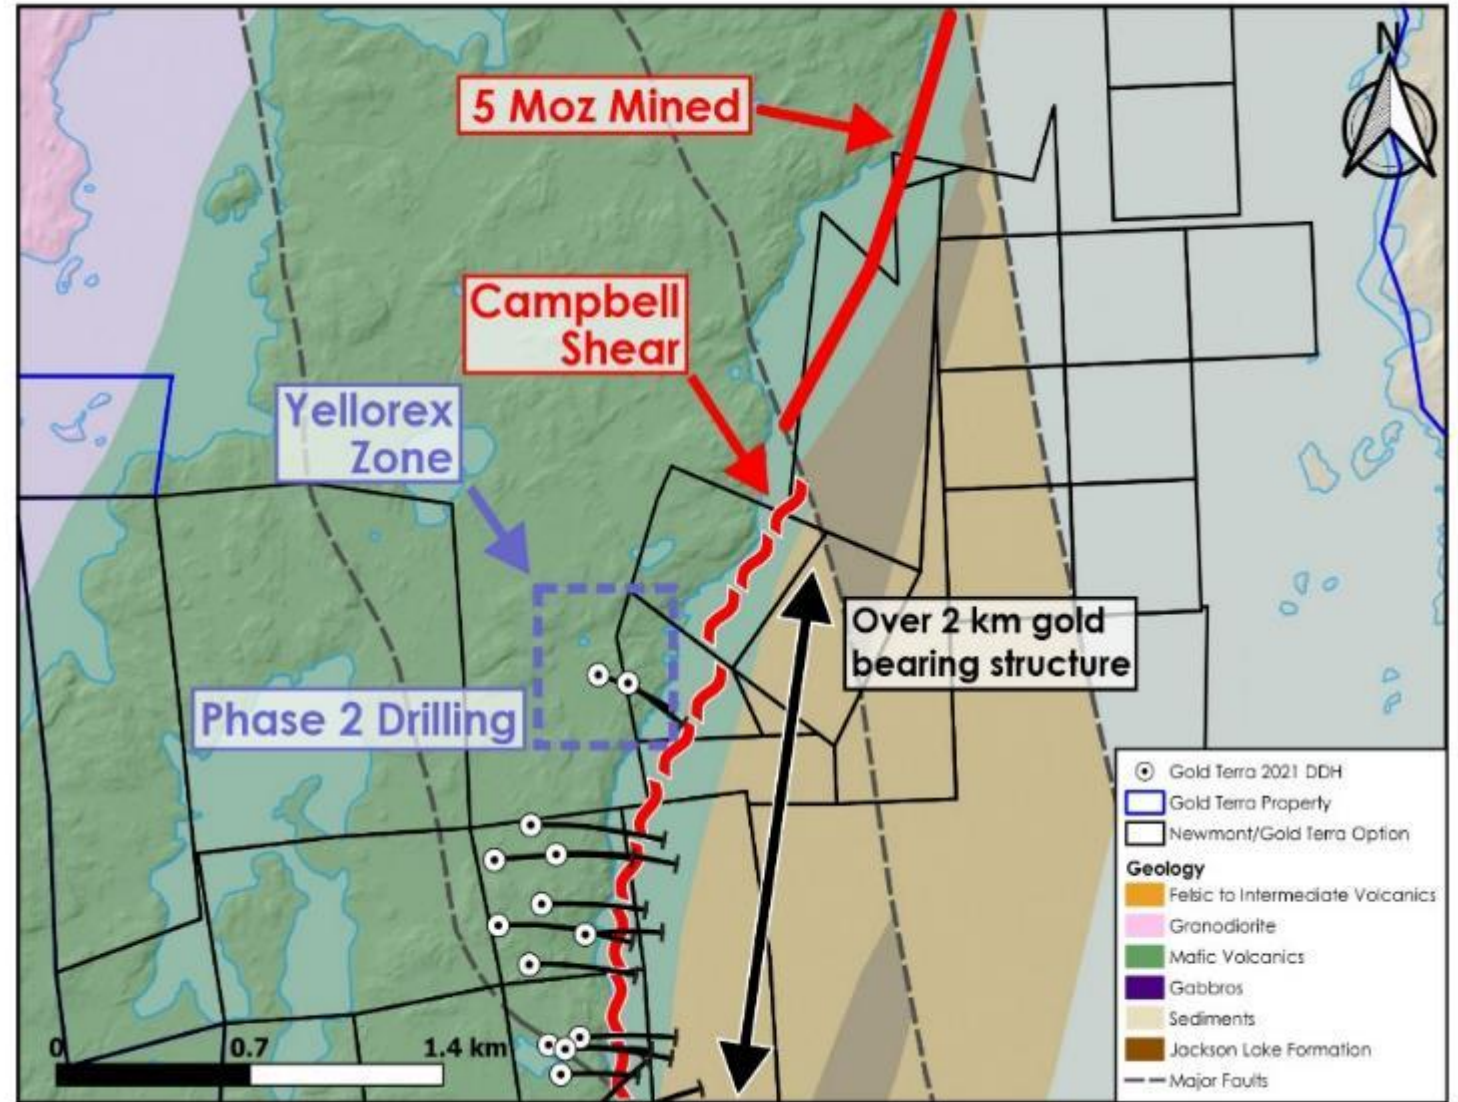 N
5 Moz Mined
Campbell
Shear
Yellorex
Zone
Over 2 km gold
bearing structure
Phase 2 Drilling
Gold Terra 2021 DDH
Gold Terra Property
Newmont/Gold Terra Option
Geology
Felsic to Intermediate Volcanics
Granodiorite
Mafic Volcanics
Gabbros
Sediments
Jackson Lake Formation
Major Faults
0 0.7 1.4 km